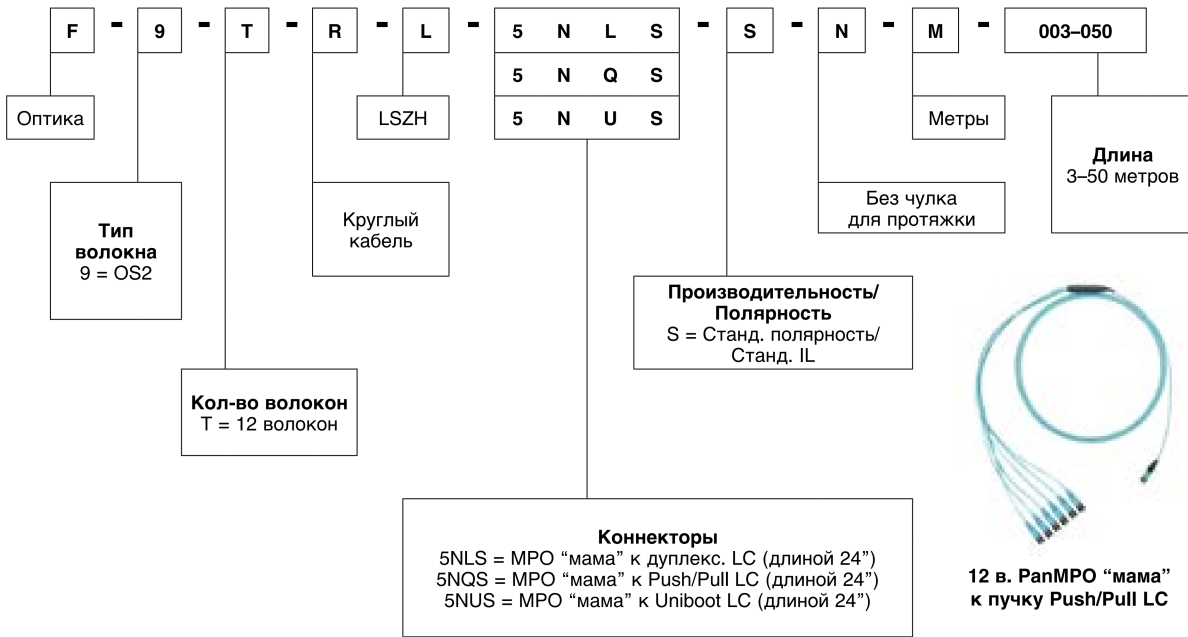 F - 9 - T - R - L - 5 N L S - S - N - M - 003–050
5 N Q S
5 N U S
Оптика
LSZH
Метры
Длина
3–50 метров
Тип
волокна
9 = OS2
Круглый
кабель
Без чулка
для протяжки
Производительность/
Полярность
S = Станд. полярность/
Станд. IL
Кол-во волокон
T = 12 волокон
Коннекторы
5NLS = MPO “мама” к дуплекс. LC (длиной 24”)
5NQS = MPO “мама” к Push/Pull LC (длиной 24”)
5NUS = MPO “мама” к Uniboot LC (длиной 24”)
12 в. PanMPO “мама”
к пучку Push/Pull LC